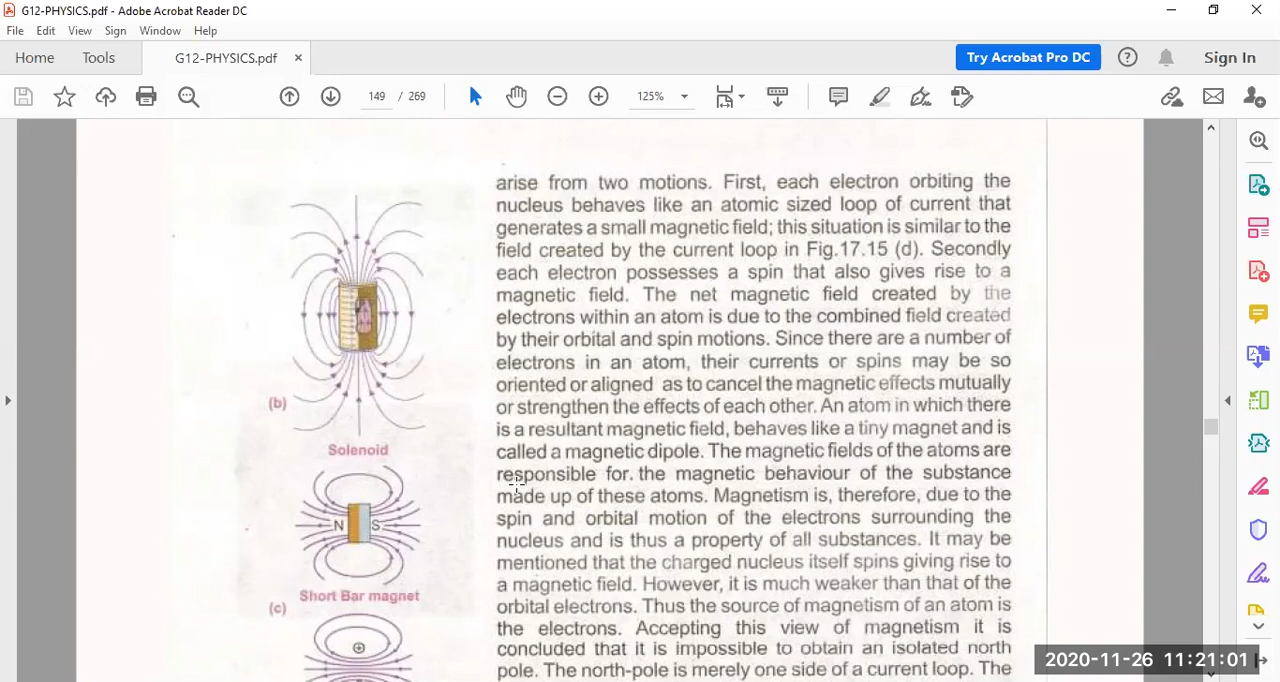 G12-PHYSICS.pdf - Adobe Acrobat Reader DC
File Edit View Sign Window Help
Home Tools G12-PHYSICS.pdf × Try Acrobat Pro DC Sign In
149 / 269 125%
arise from two motions. First, each electron orbiting the
nucleus behaves like an atomic sized loop of current that
generates a small magnetic field; this situation is similar to the
field created by the current loop in Fig.17.15 (d). Secondly
each electron possesses a spin that also gives rise to a
magnetic field. The net magnetic field created by the
electrons within an atom is due to the combined field created
by their orbital and spin motions. Since there are a number of
electrons in an atom, their currents or spins may be so
oriented or aligned as to cancel the magnetic effects mutually
or strengthen the effects of each other. An atom in which there
is a resultant magnetic field, behaves like a tiny magnet and is
called a magnetic dipole. The magnetic fields of the atoms are
responsible for. the magnetic behaviour of the substance
made up of these atoms. Magnetism is, therefore, due to the
spin and orbital motion of the electrons surrounding the
nucleus and is thus a property of all substances. It may be
mentioned that the charged nucleus itself spins giving rise to
a magnetic field. However, it is much weaker than that of the
orbital electrons. Thus the source of magnetism of an atom is
the electrons. Accepting this view of magnetism it is
concluded that it is impossible to obtain an isolated north
pole. The north-pole is merely one side of a current loop. The
(b)
Solenoid
N S
Short Bar magnet
(c)
2020-11-26 11:21:01